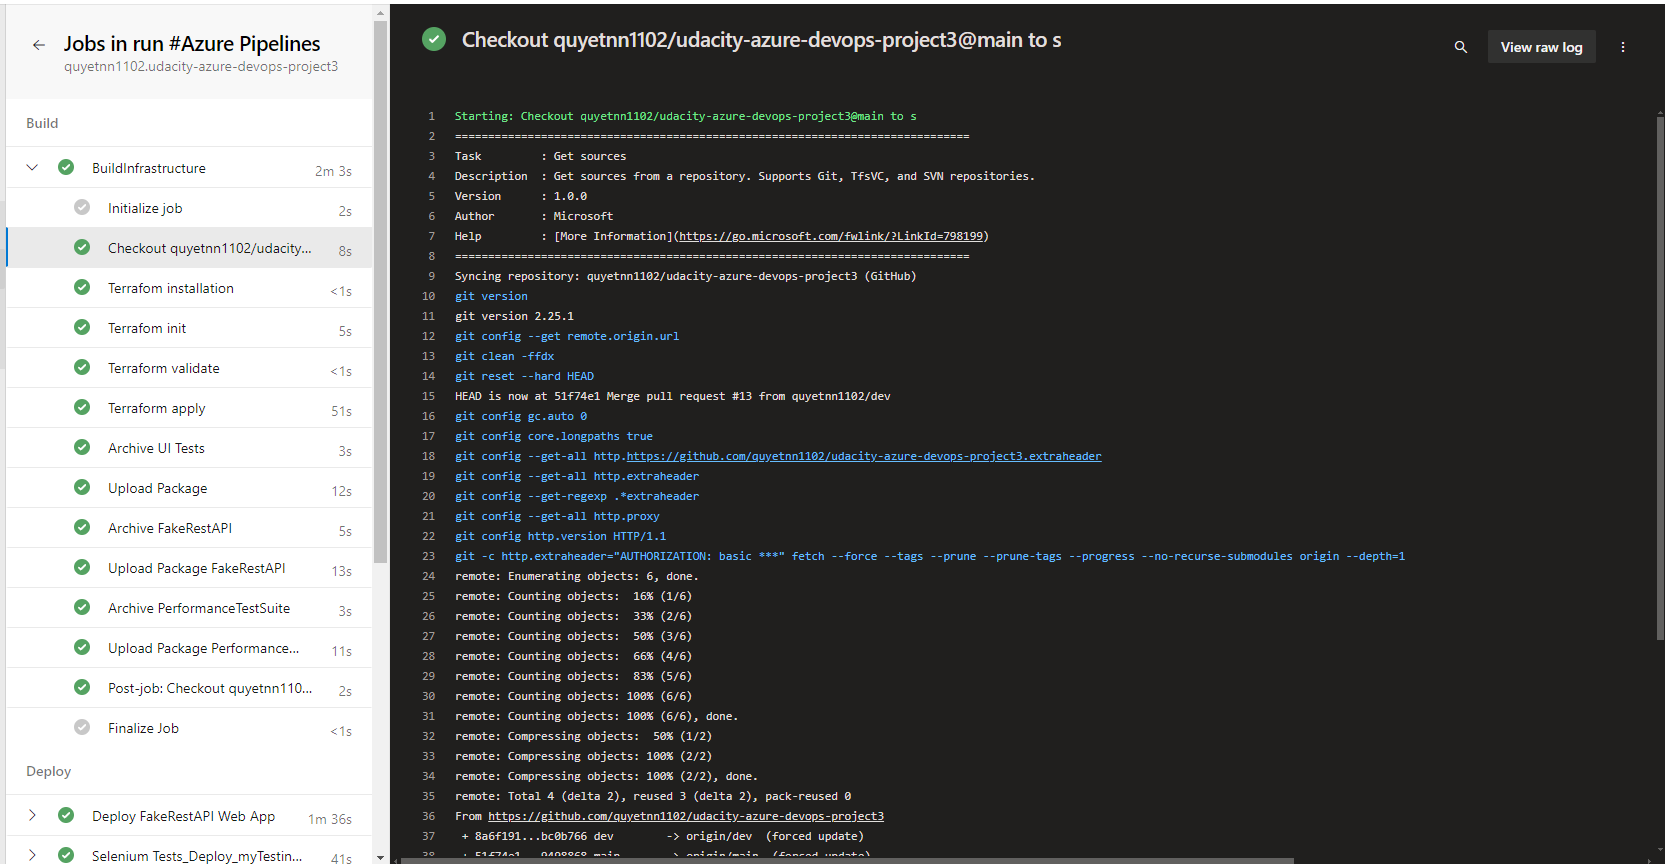 Jobs in run #Azure Pipelines
quyetnn1102.udacity-azure-devops-project3
Build
BuildInfrastructure 2m 3s
Initialize job 2s
Checkout quyetnn1102/udacity... 8s
Terrafom installation <1s
Terrafom init 5s
Terraform validate <1s
Terraform apply 51s
Archive UI Tests 3s
Upload Package 12s
Archive FakeRestAPI 5s
Upload Package FakeRestAPI 13s
Archive PerformanceTestSuite 3s
Upload Package Performance... 11s
Post-job: Checkout quyetnn110... 2s
Finalize Job <1s
Deploy
Deploy FakeRestAPI Web App 1m 36s
Selenium Tests_Deploy_myTestin... 41s
Checkout quyetnn1102/udacity-azure-devops-project3@main to s
View raw log
1 Starting: Checkout quyetnn1102/udacity-azure-devops-project3@main to s
2 ==============================================================================
3 Task         : Get sources
4 Description  : Get sources from a repository. Supports Git, TfsVC, and SVN repositories.
5 Version      : 1.0.0
6 Author       : Microsoft
7 Help         : [More Information](https://go.microsoft.com/fwlink/?LinkId=798199)
8 ==============================================================================
9 Syncing repository: quyetnn1102/udacity-azure-devops-project3 (GitHub)
10 git version
11 git version 2.25.1
12 git config --get remote.origin.url
13 git clean -ffdx
14 git reset --hard HEAD
15 HEAD is now at 51f74e1 Merge pull request #13 from quyetnn1102/dev
16 git config gc.auto 0
17 git config core.longpaths true
18 git config --get-all http.https://github.com/quyetnn1102/udacity-azure-devops-project3.extraheader
19 git config --get-all http.extraheader
20 git config --get-regexp .*extraheader
21 git config --get-all http.proxy
22 git config http.version HTTP/1.1
23 git -c http.extraheader="AUTHORIZATION: basic ***" fetch --force --tags --prune --prune-tags --progress --no-recurse-submodules origin --depth=1
24 remote: Enumerating objects: 6, done.
25 remote: Counting objects:  16% (1/6)
26 remote: Counting objects:  33% (2/6)
27 remote: Counting objects:  50% (3/6)
28 remote: Counting objects:  66% (4/6)
29 remote: Counting objects:  83% (5/6)
30 remote: Counting objects: 100% (6/6)
31 remote: Counting objects: 100% (6/6), done.
32 remote: Compressing objects:  50% (1/2)
33 remote: Compressing objects: 100% (2/2)
34 remote: Compressing objects: 100% (2/2), done.
35 remote: Total 4 (delta 2), reused 3 (delta 2), pack-reused 0
36 From https://github.com/quyetnn1102/udacity-azure-devops-project3
37 + 8a6f191...bc0b766 dev        -> origin/dev  (forced update)
38 + 51f74e1...9498868 main       -> origin/main  (forced update)